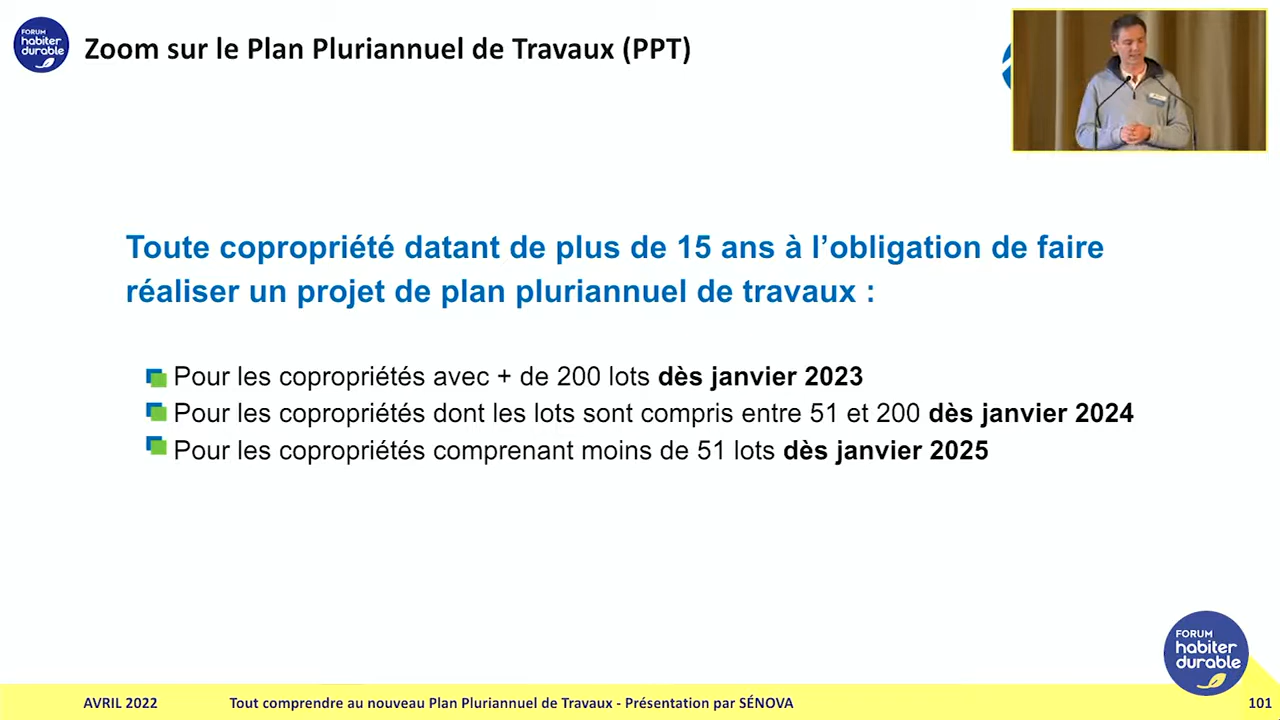 FORUM
habiter
durable
Zoom sur le Plan Pluriannuel de Travaux (PPT)
Toute copropriété datant de plus de 15 ans à l’obligation de faire
réaliser un projet de plan pluriannuel de travaux :
Pour les copropriétés avec + de 200 lots dès janvier 2023
Pour les copropriétés dont les lots sont compris entre 51 et 200 dès janvier 2024
Pour les copropriétés comprenant moins de 51 lots dès janvier 2025
FORUM
habiter
durable
AVRIL 2022 Tout comprendre au nouveau Plan Pluriannuel de Travaux - Présentation par SÉNOVA 101